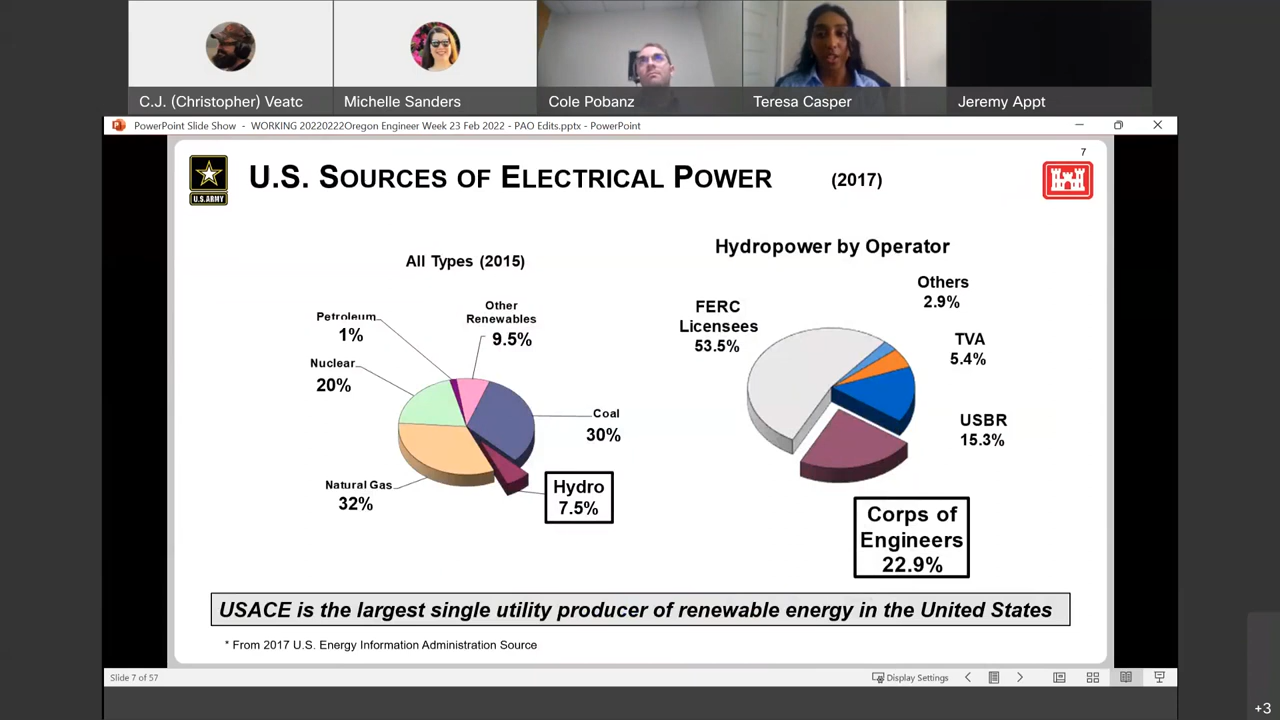 C.J. (Christopher) Veatc
Michelle Sanders
Cole Pobanz
Teresa Casper
Jeremy Appt
PowerPoint Slide Show - WORKING 20220222Oregon Engineer Week 23 Feb 2022 - PAO Edits.pptx - PowerPoint
7
U.S. ARMY
U.S. SOURCES OF ELECTRICAL POWER (2017)
All Types (2015)
Petroleum
1%
Other
Renewables
9.5%
Nuclear
20%
Coal
30%
Natural Gas
32%
Hydro
7.5%
Hydropower by Operator
Others
2.9%
FERC
Licensees
53.5%
TVA
5.4%
USBR
15.3%
Corps of
Engineers
22.9%
USACE is the largest single utility producer of renewable energy in the United States
* From 2017 U.S. Energy Information Administration Source
Slide 7 of 57
Display Settings
+3